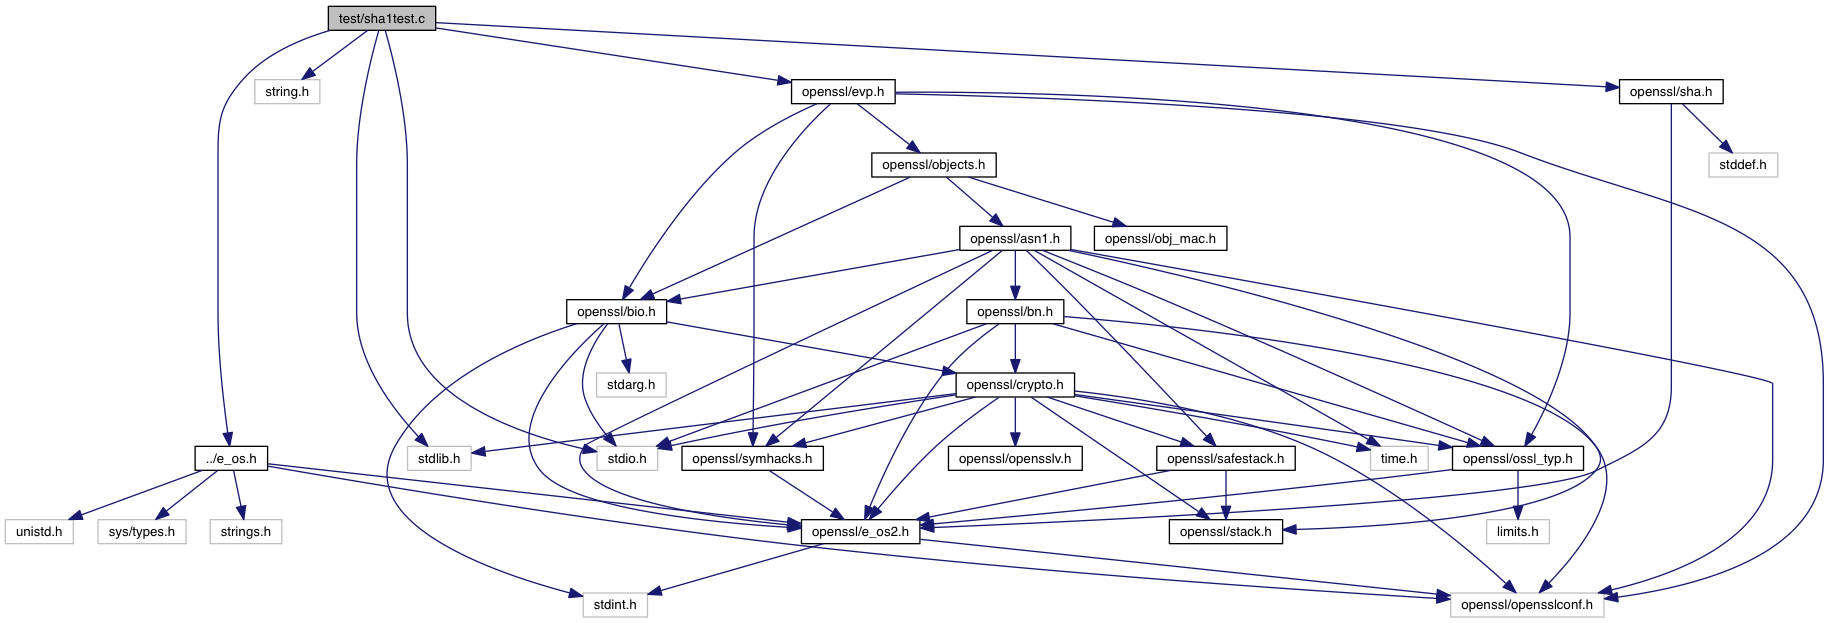 test/sha1test.c
string.h
openssl/evp.h
openssl/sha.h
openssl/objects.h
stddef.h
openssl/asn1.h
openssl/obj_mac.h
openssl/bio.h
openssl/bn.h
stdarg.h
openssl/crypto.h
../e_os.h
stdlib.h
stdio.h
openssl/symhacks.h
openssl/opensslv.h
openssl/safestack.h
time.h
openssl/ossl_typ.h
unistd.h
sys/types.h
strings.h
openssl/e_os2.h
openssl/stack.h
limits.h
stdint.h
openssl/opensslconf.h